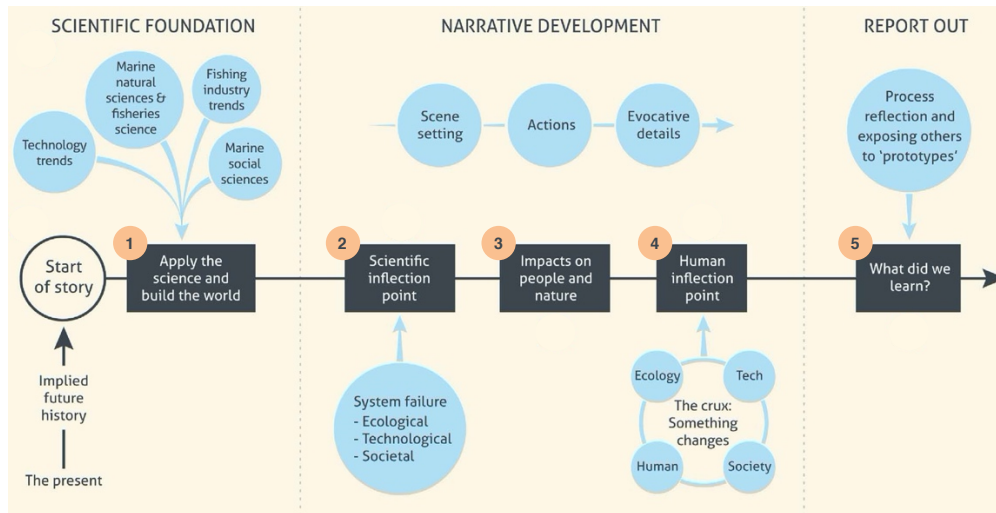 SCIENTIFIC FOUNDATION
NARRATIVE DEVELOPMENT
REPORT OUT
Technology
trends
Marine
natural
sciences &
fisheries
science
Fishing
industry
trends
Marine
social
sciences
Scene
setting
Actions
Evocative
details
Process
reflection and
exposing others
to ‘prototypes’
Start
of story
1
Apply the
science and
build the world
2
Scientific
inflection
point
3
Impacts on
people and
nature
4
Human
inflection
point
5
What did we
learn?
Implied
future
history
The present
System failure
- Ecological
- Technological
- Societal
Ecology
Tech
The crux:
Something
changes
Human
Society